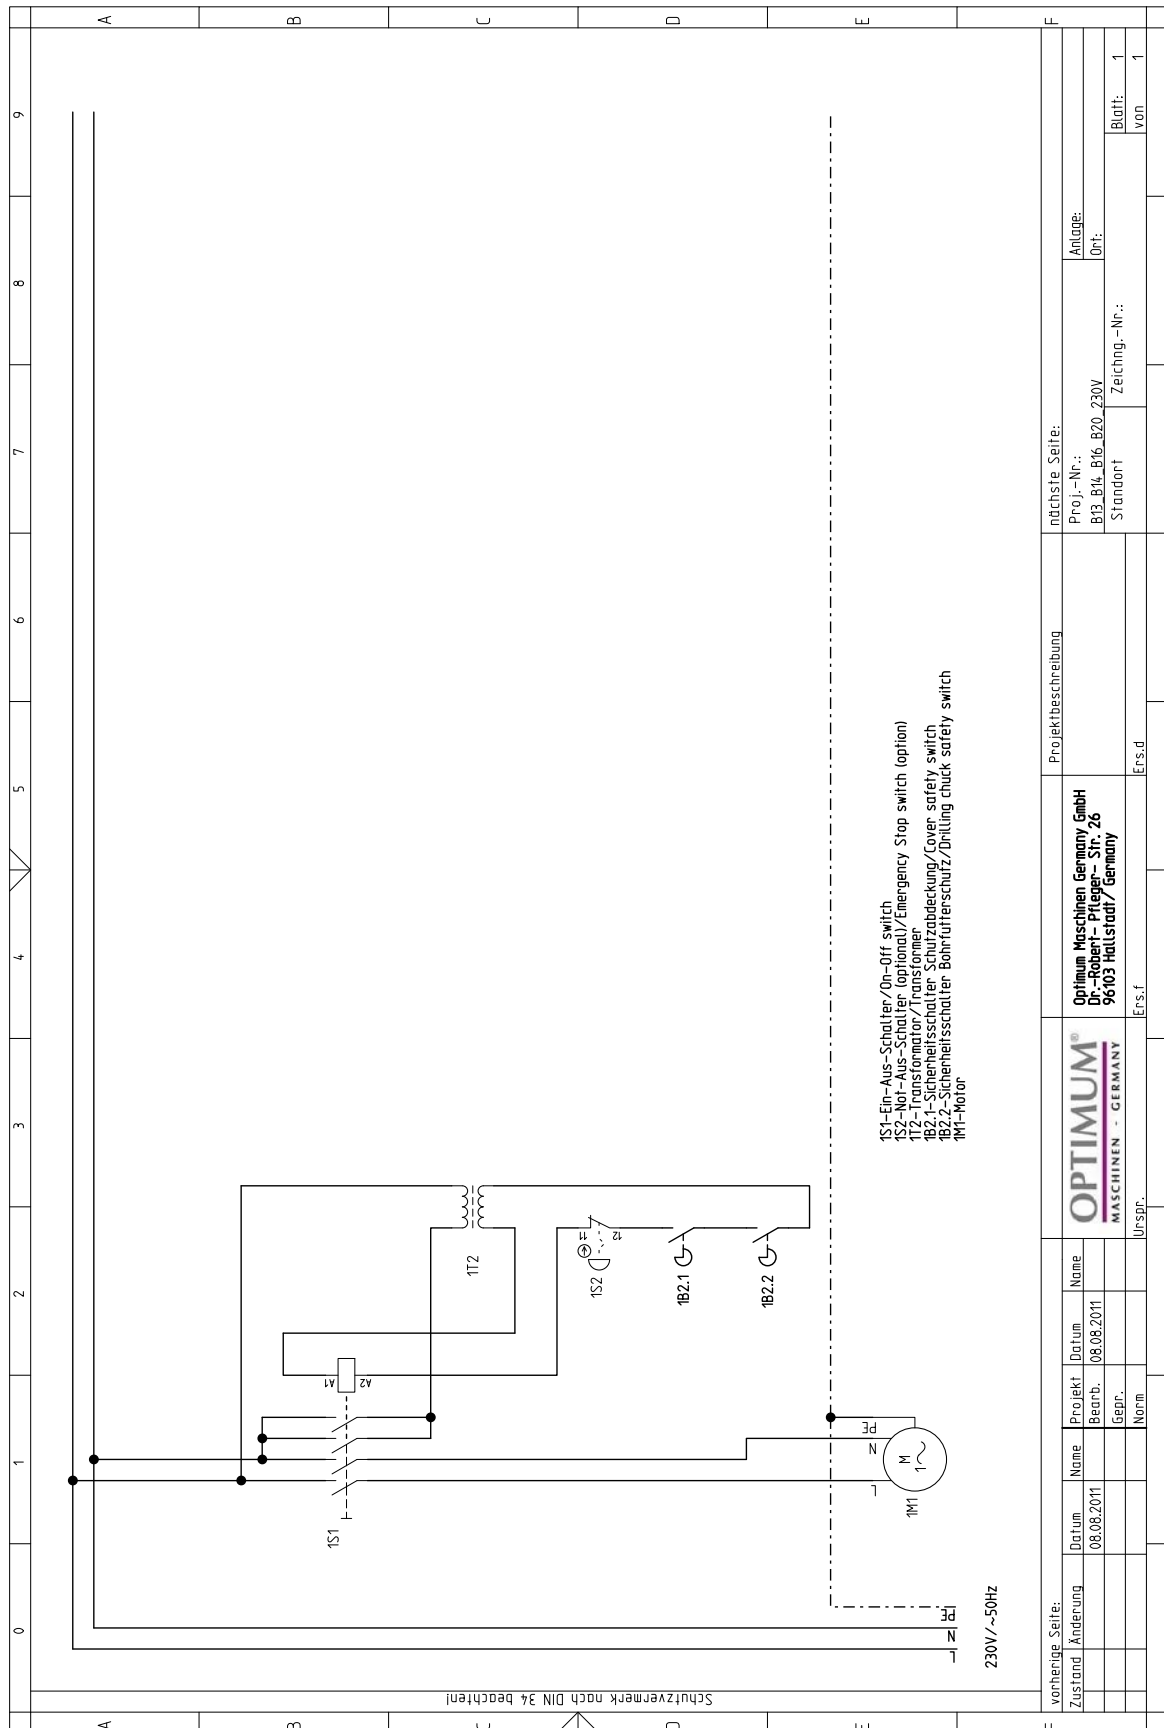 0 1 2 3 4 5 6 7 8 9
A
A
B
B
C
C
D
D
E
E
F
F
Schutzvermerk nach DIN 34 beachten!
L
N
PE
230V/~50Hz
1S1
A1
A2
1T2
11
12
1S2
1B2.1
1B2.2
L
N
PE
M
1
1M1
1S1-Ein-Aus-Schalter/On-Off switch
1S2-Not-Aus-Schalter (optional)/Emergency Stop switch (option)
1T2-Transformator/Transformer
1B2.1-Sicherheitsschalter Schutzabdeckung/Cover safety switch
1B2.2-Sicherheitsschalter Bohrfutterschutz/Drilling chuck safety switch
1M1-Motor
vorherige Seite:
Zustand Änderung Datum Name
08.08.2011
Projekt Datum Name
Bearb. 08.08.2011
Gepr.
Norm
Urspr.
OPTIMUM®
MASCHINEN - GERMANY
Ers.f
Optimum Maschinen Germany GmbH
Dr.-Robert- Pfleger- Str. 26
96103 Hallstadt/ Germany
Ers.d
Projektbeschreibung
nächste Seite:
Proj.-Nr.:
B13_B14_B16_B20_230V
Standort
Zeichng.-Nr.:
Anlage:
Ort:
Blatt: 1
von 1